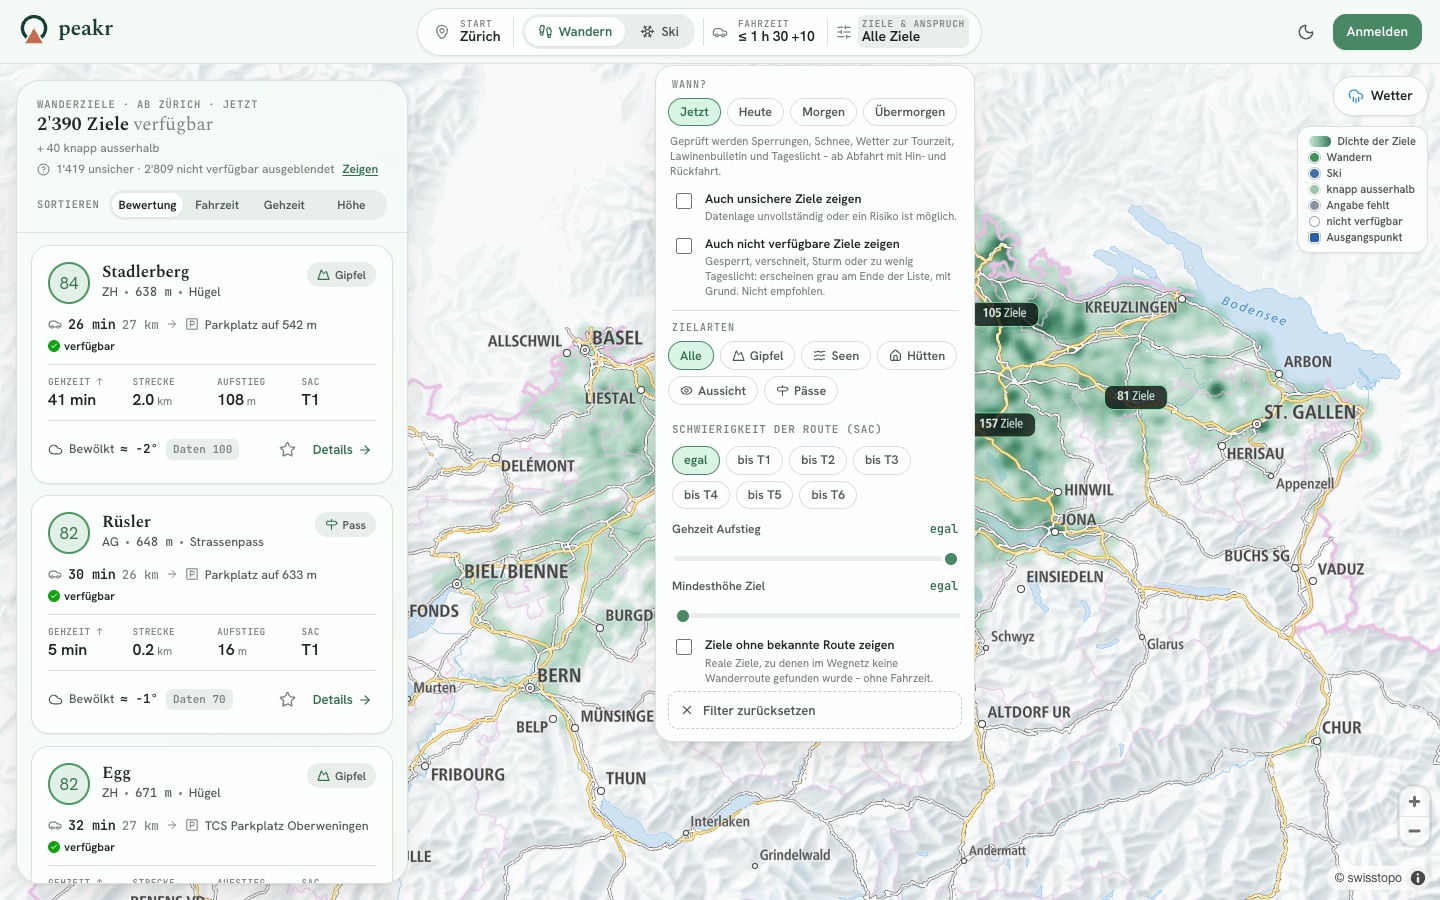 peakr
START
Zürich
Wandern
Ski
FAHRZEIT
≤ 1 h 30 +10
ZIELE & ANSPRUCH
Alle Ziele
Anmelden
WANDERZIELE · AB ZÜRICH · JETZT
2'390 Ziele verfügbar
+ 40 knapp ausserhalb
1'419 unsicher · 2'809 nicht verfügbar ausgeblendet Zeigen
SORTIEREN Bewertung Fahrzeit Gehzeit Höhe
84
Stadlerberg
Gipfel
ZH • 638 m • Hügel
26 min 27 km → P Parkplatz auf 542 m
verfügbar
GEHZEIT ↑ STRECKE AUFSTIEG SAC
41 min 2.0 km 108 m T1
Bewölkt ≈ -2° Daten 100 Details →
82
Rüsler
Pass
AG • 648 m • Strassenpass
30 min 26 km → P Parkplatz auf 633 m
verfügbar
GEHZEIT ↑ STRECKE AUFSTIEG SAC
5 min 0.2 km 16 m T1
Bewölkt ≈ -1° Daten 70 Details →
82
Egg
Gipfel
ZH • 671 m • Hügel
32 min 27 km → P TCS Parkplatz Oberweningen
verfügbar
GEHZEIT ↑ STRECKE AUFSTIEG SAC
WANN?
Jetzt Heute Morgen Übermorgen
Geprüft werden Sperrungen, Schnee, Wetter zur Tourzeit,
Lawinenbulletin und Tageslicht – ab Abfahrt mit Hin- und
Rückfahrt.
Auch unsichere Ziele zeigen
Datenlage unvollständig oder ein Risiko ist möglich.
Auch nicht verfügbare Ziele zeigen
Gesperrt, verschneit, Sturm oder zu wenig
Tageslicht: erscheinen grau am Ende der Liste, mit
Grund. Nicht empfohlen.
ZIELARTEN
Alle Gipfel Seen Hütten
Aussicht Pässe
SCHWIERIGKEIT DER ROUTE (SAC)
egal bis T1 bis T2 bis T3
bis T4 bis T5 bis T6
Gehzeit Aufstieg egal
Mindesthöhe Ziel egal
Ziele ohne bekannte Route zeigen
Reale Ziele, zu denen im Wegnetz keine
Wanderroute gefunden wurde – ohne Fahrzeit.
Filter zurücksetzen
Wetter
Dichte der Ziele
Wandern
Ski
knapp ausserhalb
Angabe fehlt
nicht verfügbar
Ausgangspunkt
ALLSCHWIL
BASEL
LIESTAL
DELÉMONT
BIEL/BIENNE
FONDS
BURGD
BERN
Murten
BELP
MÜNSINGE
FRIBOURG
THUN
Interlaken
Grindelwald
LLE
105 Ziele
KREUZLINGEN
Bodensee
ARBON
81 Ziele
ST. GALLEN
157 Ziele
HERISAU
Appenzell
HINWIL
JONA
BUCHS SG
VADUZ
EINSIEDELN
Schwyz
Glarus
ALTDORF UR
CHUR
Andermatt
© swisstopo